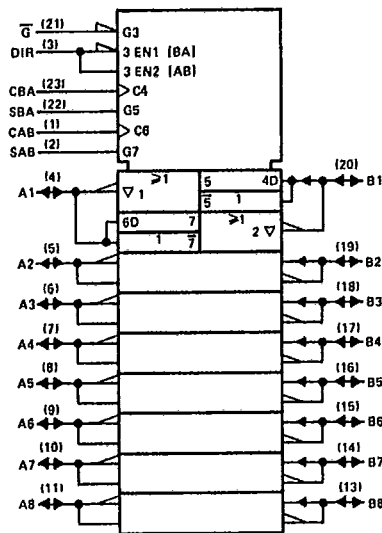 G (21) G3
DIR (3) 3 EN1 [BA]
3 EN2 [AB]
CBA (23) C4
SBA (22) G5
CAB (1) C6
SAB (2) G7
A1 (4) ≥1 ▽ 1 5 4D 5 1 (20) B1
6D 7 1 7 ≥1 2 ▽
A2 (5) (19) B2
A3 (6) (18) B3
A4 (7) (17) B4
A5 (8) (16) B5
A6 (9) (15) B6
A7 (10) (14) B7
A8 (11) (13) B8